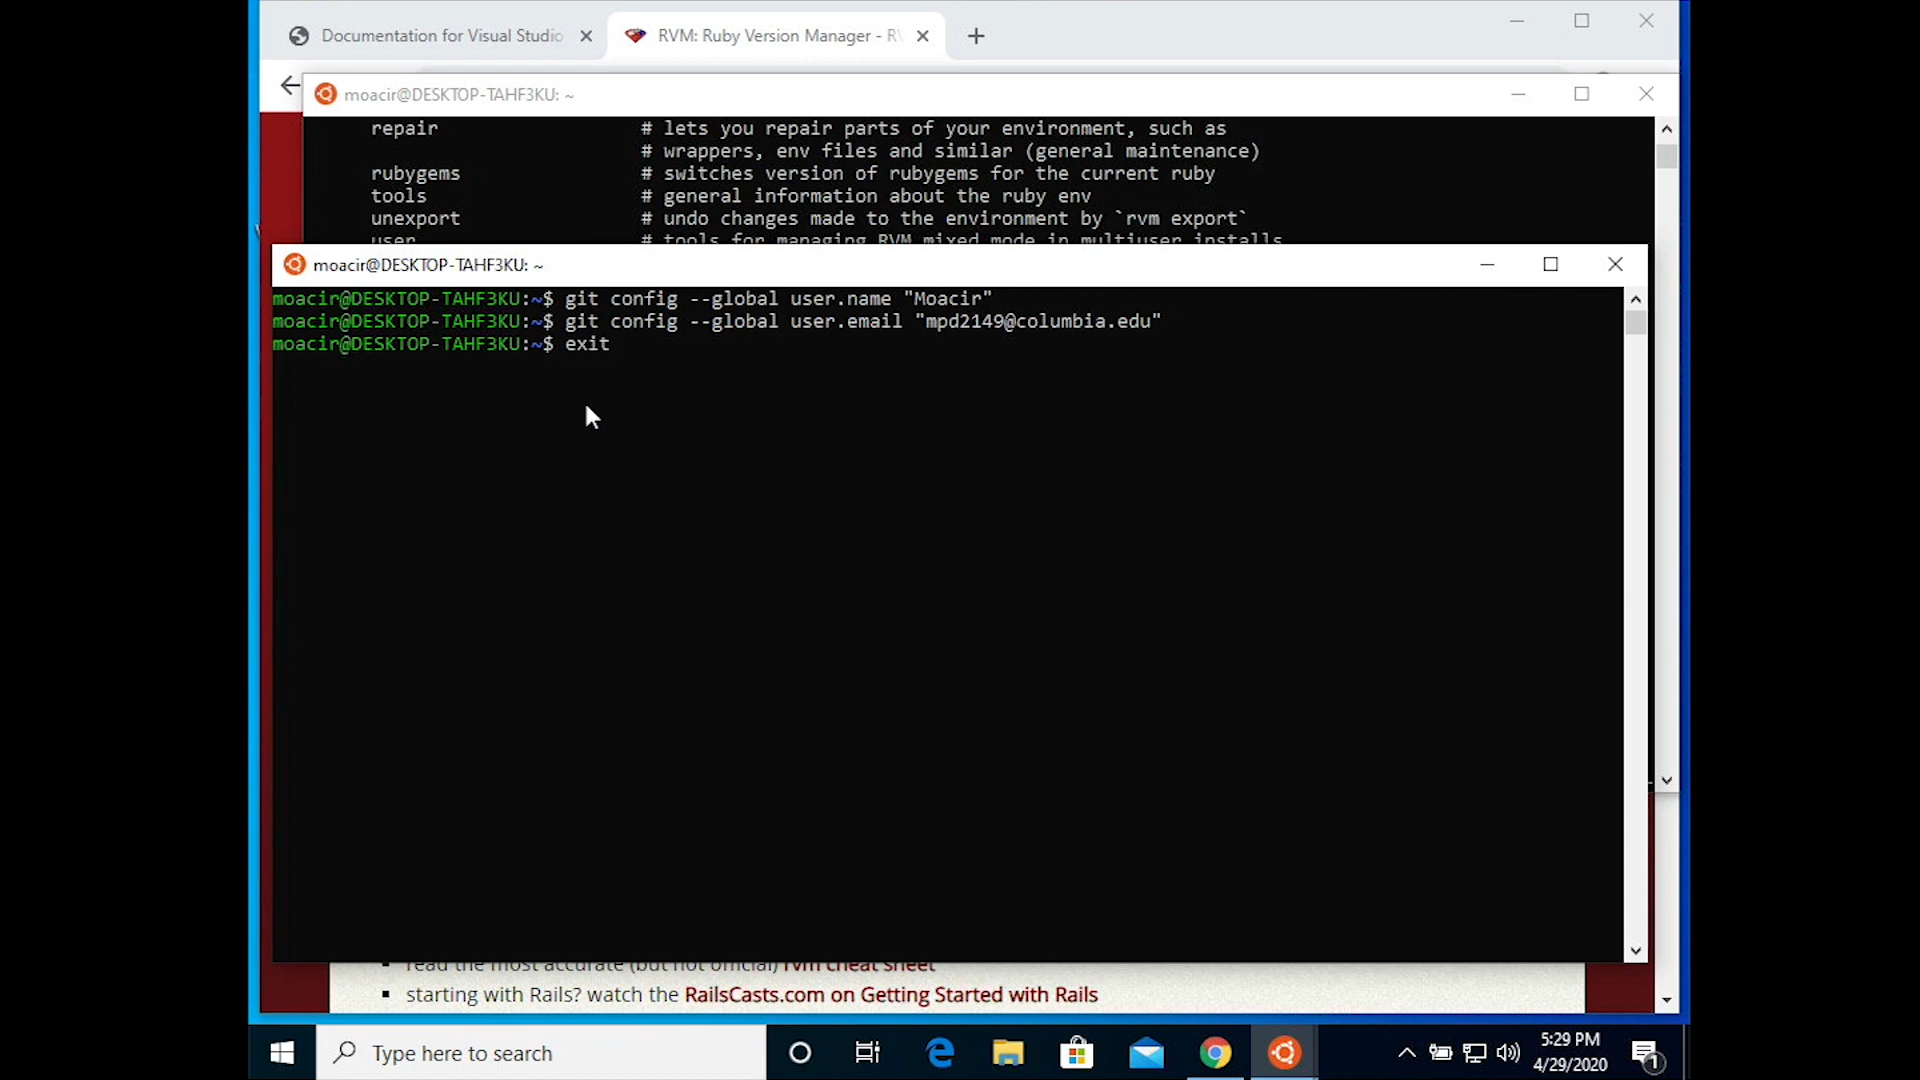 Documentation for Visual Studio
RVM: Ruby Version Manager - RV
moacir@DESKTOP-TAHF3KU: ~
repair # lets you repair parts of your environment, such as
# wrappers, env files and similar (general maintenance)
rubygems # switches version of rubygems for the current ruby
tools # general information about the ruby env
unexport # undo changes made to the environment by `rvm export`
user # tools for managing RVM mixed mode in multiuser installs
moacir@DESKTOP-TAHF3KU: ~
moacir@DESKTOP-TAHF3KU:~$ git config --global user.name "Moacir"
moacir@DESKTOP-TAHF3KU:~$ git config --global user.email "mpd2149@columbia.edu"
moacir@DESKTOP-TAHF3KU:~$ exit
read the most accurate (but not official) rvm cheat sheet
starting with Rails? watch the RailsCasts.com on Getting Started with Rails
Type here to search
5:29 PM
4/29/2020
1